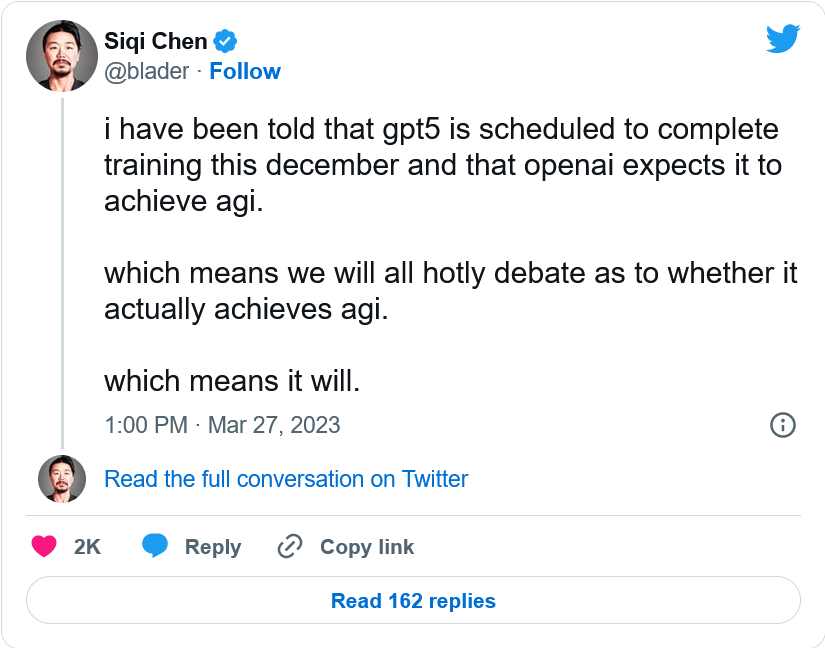 Siqi Chen
@blader · Follow
i have been told that gpt5 is scheduled to complete
training this december and that openai expects it to
achieve agi.
which means we will all hotly debate as to whether it
actually achieves agi.
which means it will.
1:00 PM · Mar 27, 2023
Read the full conversation on Twitter
2K Reply Copy link
Read 162 replies